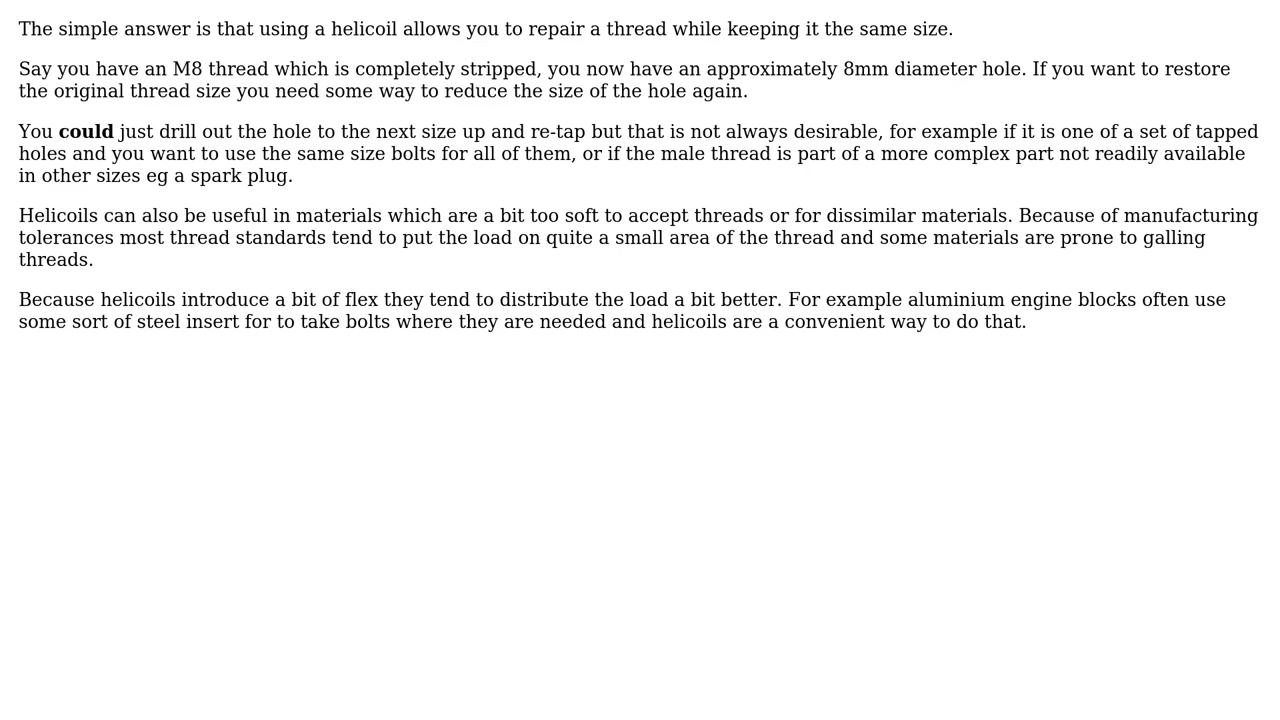 The simple answer is that using a helicoil allows you to repair a thread while keeping it the same size.
Say you have an M8 thread which is completely stripped, you now have an approximately 8mm diameter hole. If you want to restore
the original thread size you need some way to reduce the size of the hole again.
You could just drill out the hole to the next size up and re-tap but that is not always desirable, for example if it is one of a set of tapped
holes and you want to use the same size bolts for all of them, or if the male thread is part of a more complex part not readily available
in other sizes eg a spark plug.
Helicoils can also be useful in materials which are a bit too soft to accept threads or for dissimilar materials. Because of manufacturing
tolerances most thread standards tend to put the load on quite a small area of the thread and some materials are prone to galling
threads.
Because helicoils introduce a bit of flex they tend to distribute the load a bit better. For example aluminium engine blocks often use
some sort of steel insert for to take bolts where they are needed and helicoils are a convenient way to do that.